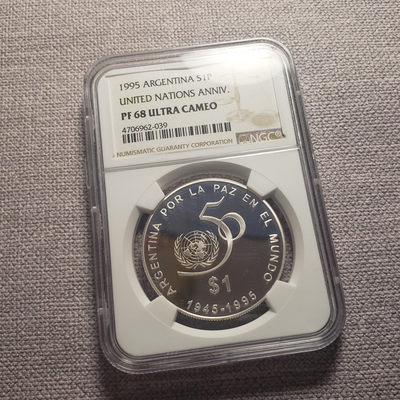 1995 ARGENTINA S1P
UNITED NATIONS ANNIV.
PF 68 ULTRA CAMEO
4706962-039
NGC
NUMISMATIC GUARANTY CORPORATION
ARGENTINA POR LA PAZ EN EL MUNDO
50
$1
1945-1995